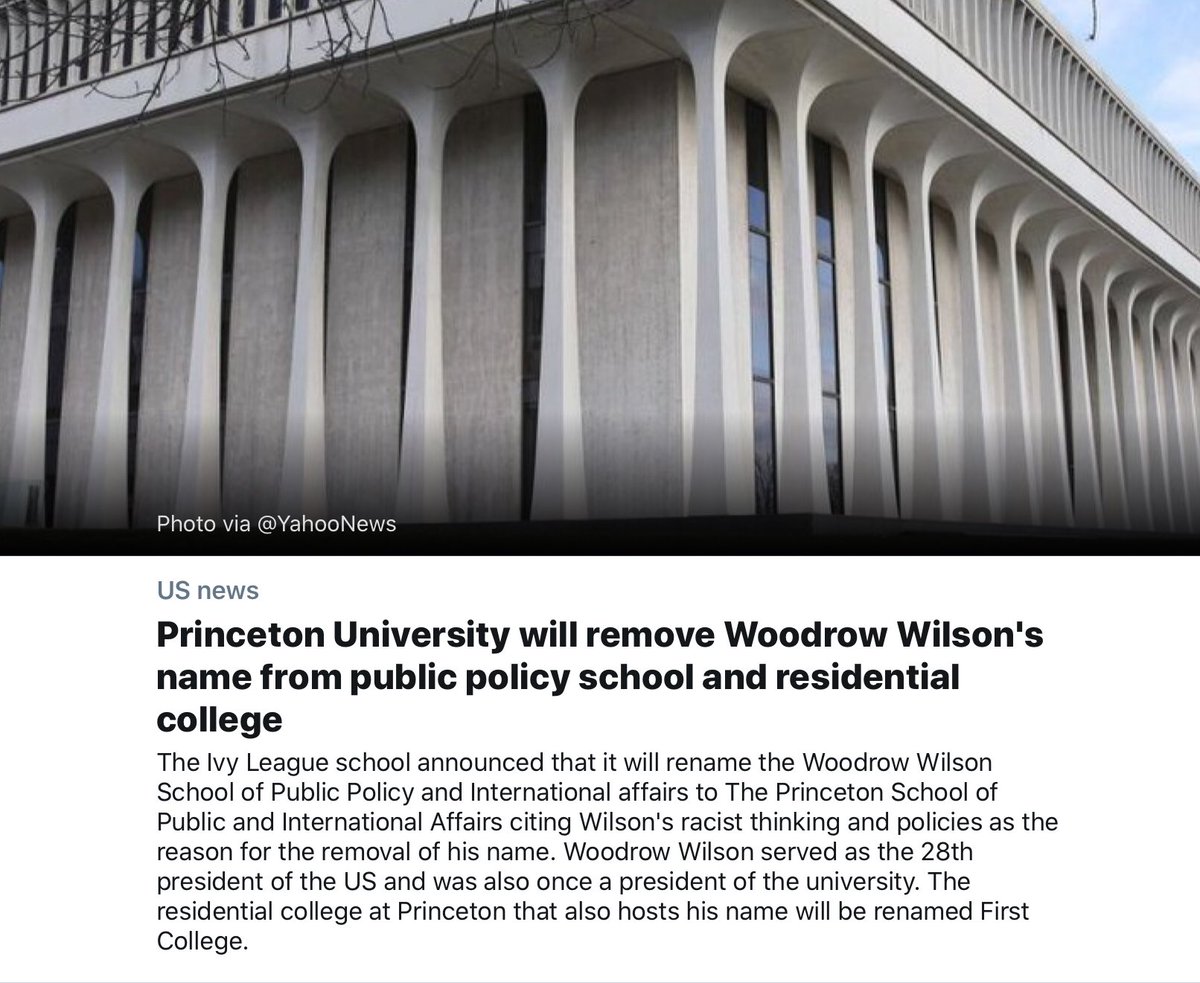 Photo via @YahooNews
US news
Princeton University will remove Woodrow Wilson's
name from public policy school and residential
college
The Ivy League school announced that it will rename the Woodrow Wilson
School of Public Policy and International affairs to The Princeton School of
Public and International Affairs citing Wilson's racist thinking and policies as the
reason for the removal of his name. Woodrow Wilson served as the 28th
president of the US and was also once a president of the university. The
residential college at Princeton that also hosts his name will be renamed First
College.